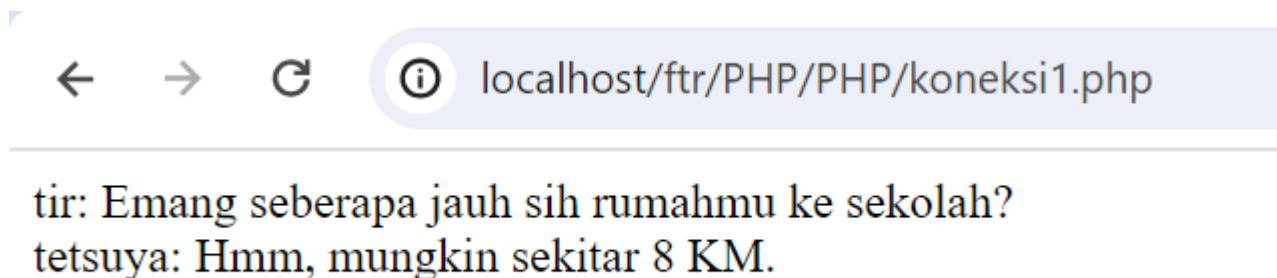 localhost/ftr/PHP/PHP/koneksi1.php
tir: Emang seberapa jauh sih rumahmu ke sekolah?
tetsuya: Hmm, mungkin sekitar 8 KM.